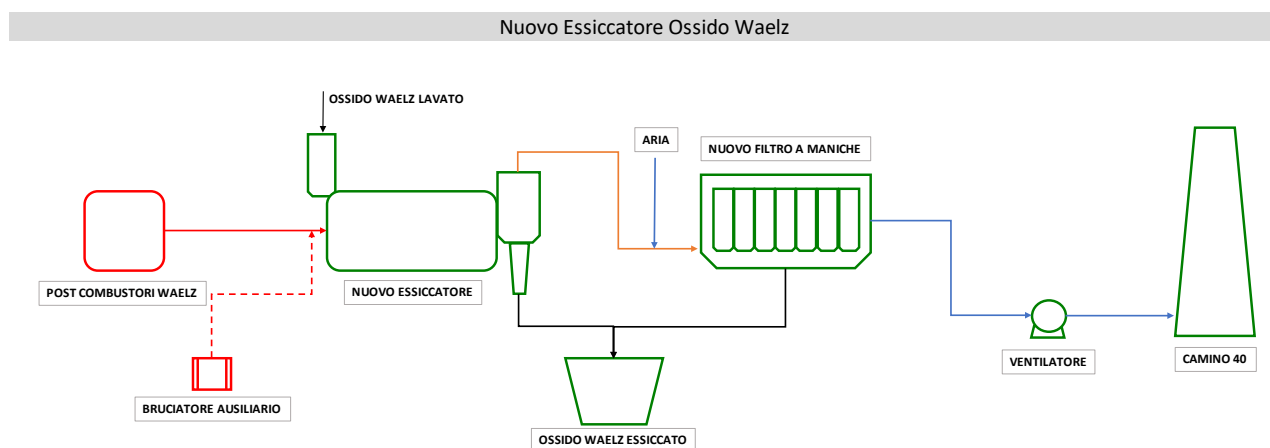 Nuovo Essiccatore Ossido Waelz
OSSIDO WAELZ LAVATO
ARIA
NUOVO FILTRO A MANICHE
POST COMBUSTORI WAELZ
NUOVO ESSICCATORE
VENTILATORE
CAMINO 40
BRUCIATORE AUSILIARIO
OSSIDO WAELZ ESSICCATO